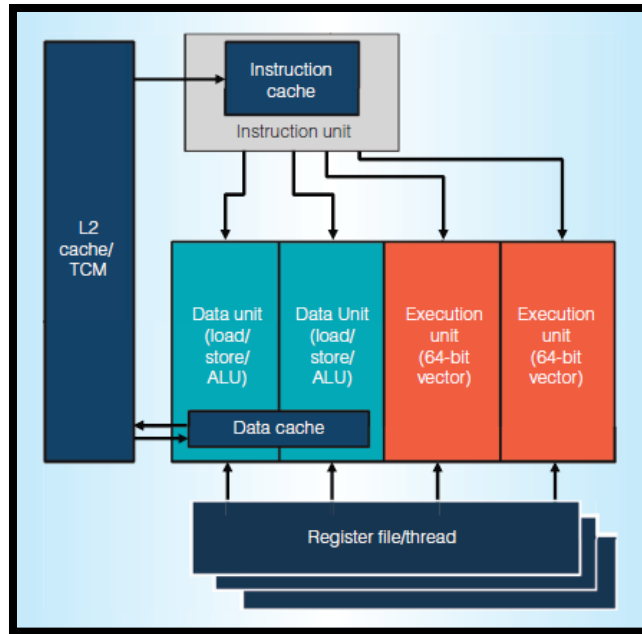 Instruction
cache
Instruction unit
L2
cache/
TCM
Data unit
(load/
store/
ALU)
Data Unit
(load/
store/
ALU)
Execution
unit
(64-bit
vector)
Execution
unit
(64-bit
vector)
Data cache
Register file/thread